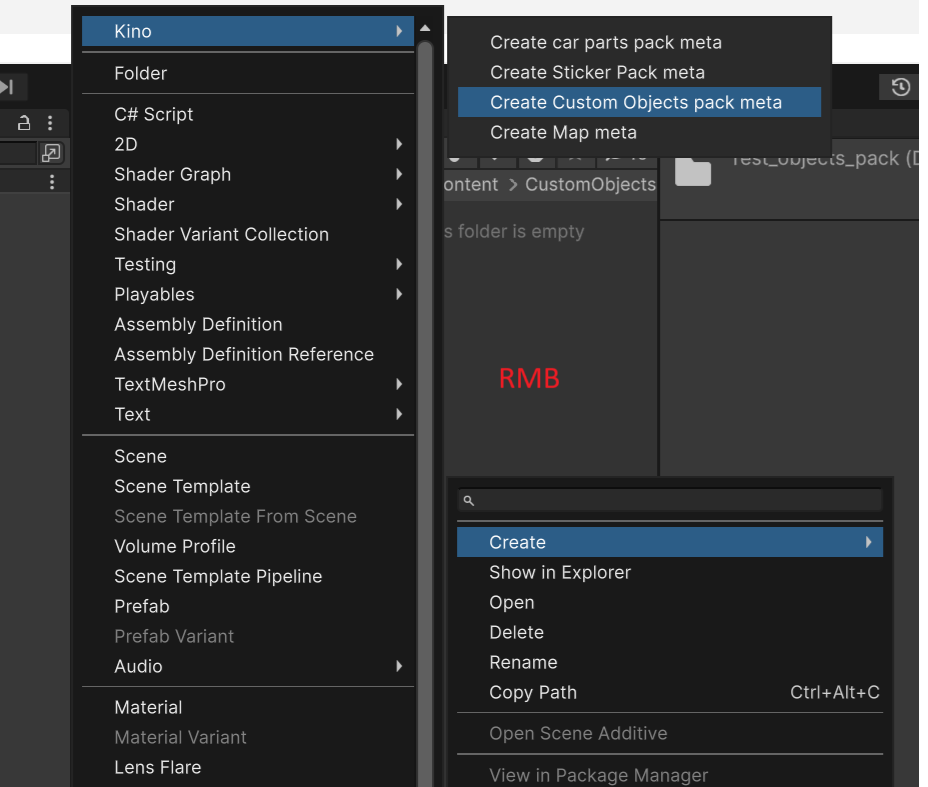 Kino
Folder
C# Script
2D
Shader Graph
Shader
Shader Variant Collection
Testing
Playables
Assembly Definition
Assembly Definition Reference
TextMeshPro
Text
Scene
Scene Template
Scene Template From Scene
Volume Profile
Scene Template Pipeline
Prefab
Prefab Variant
Audio
Material
Material Variant
Lens Flare
Create car parts pack meta
Create Sticker Pack meta
Create Custom Objects pack meta
Create Map meta
Test_objects_pack (D
ontent > CustomObjects
s folder is empty
RMB
Create
Show in Explorer
Open
Delete
Rename
Copy Path Ctrl+Alt+C
Open Scene Additive
View in Package Manager